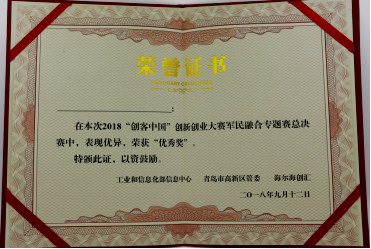 荣誉证书
:
在本次2018“创客中国”创新创业大赛军民融合专题赛总决
赛中，表现优异，荣获“优秀奖”。
特颁此证，以资鼓励。
工业和信息化部信息中心 青岛市高新区管委 海尔海创汇
二〇一八年九月十二日